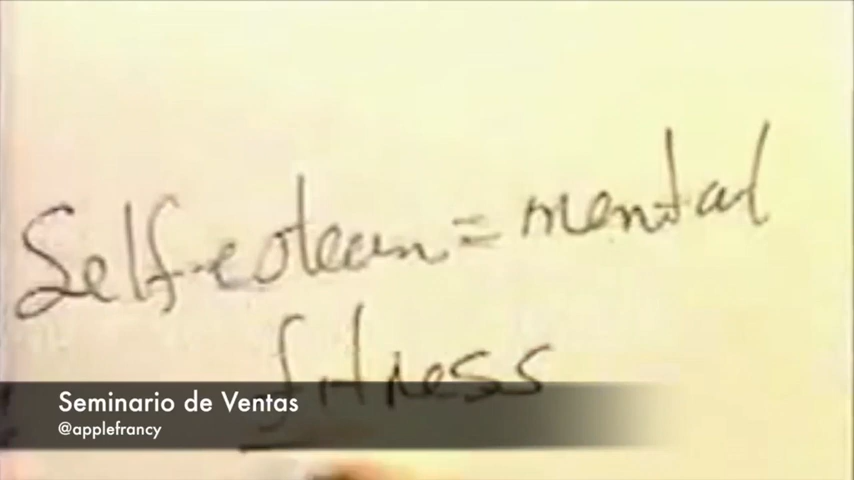 Self-esteem = mental
fitness
Seminario de Ventas
@applefrancy